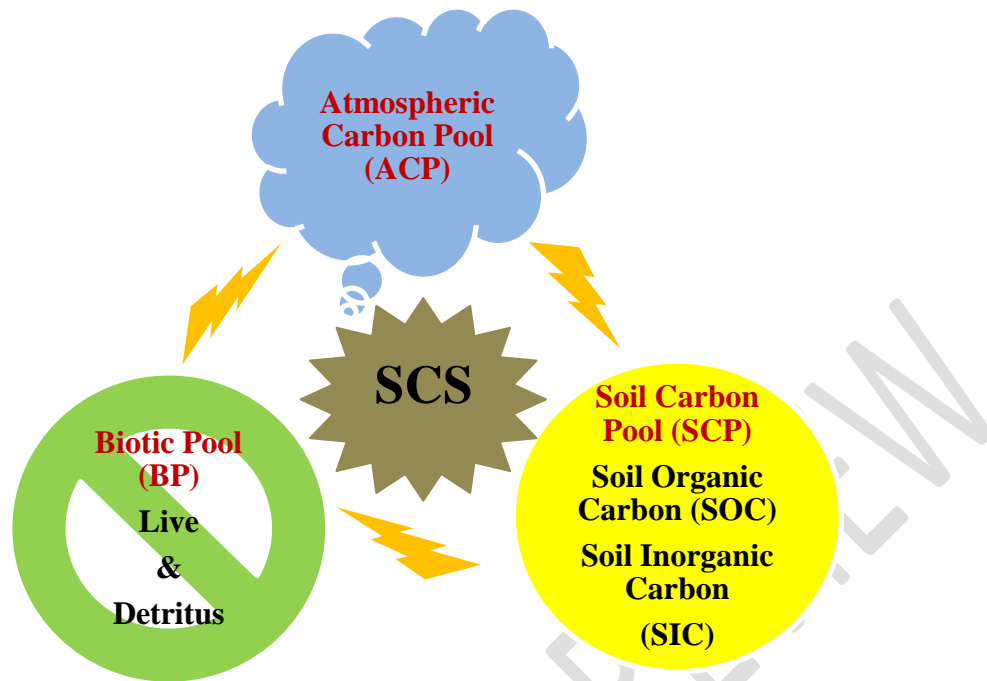 Atmospheric
Carbon Pool
(ACP)
SCS
Biotic Pool
(BP)
Live
&
Detritus
Soil Carbon
Pool (SCP)
Soil Organic
Carbon (SOC)
Soil Inorganic
Carbon
(SIC)